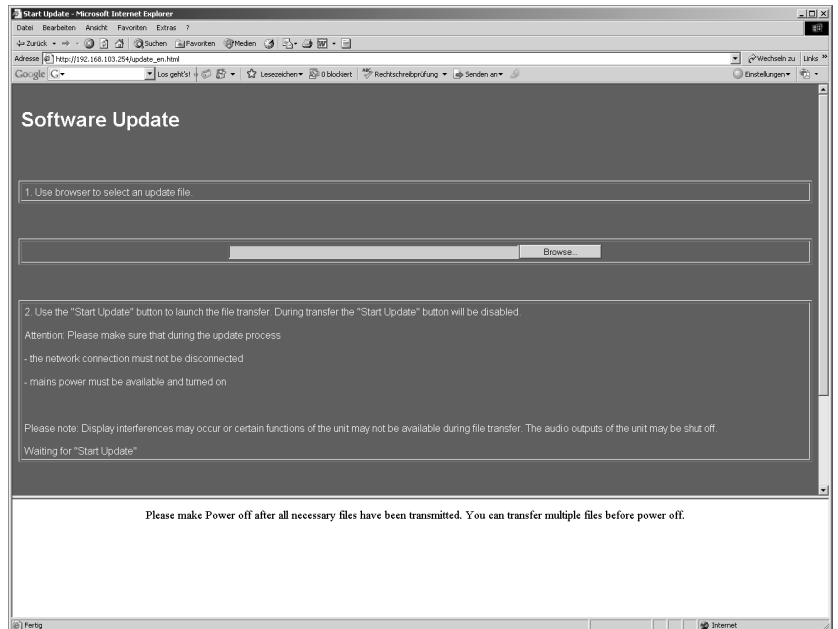 Start Update - Microsoft Internet Explorer
Datei Bearbeiten Ansicht Favoriten Extras ?
Zurück Suchen Favoriten Medien
Adresse http://192.168.103.254/update_en.html Wechseln zu Links »
Google G Los geht's! Lesezeichen 0 blockiert Rechtschreibprüfung Senden an Einstellungen
Software Update
1. Use browser to select an update file.
Browse...
2. Use the "Start Update" button to launch the file transfer. During transfer the "Start Update" button will be disabled.
Attention: Please make sure that during the update process
- the network connection must not be disconnected
- mains power must be available and turned on
Please note: Display interferences may occur or certain functions of the unit may not be available during file transfer. The audio outputs of the unit may be shut off.
Waiting for "Start Update"
Please make Power off after all necessary files have been transmitted. You can transfer multiple files before power off.
Fertig Internet